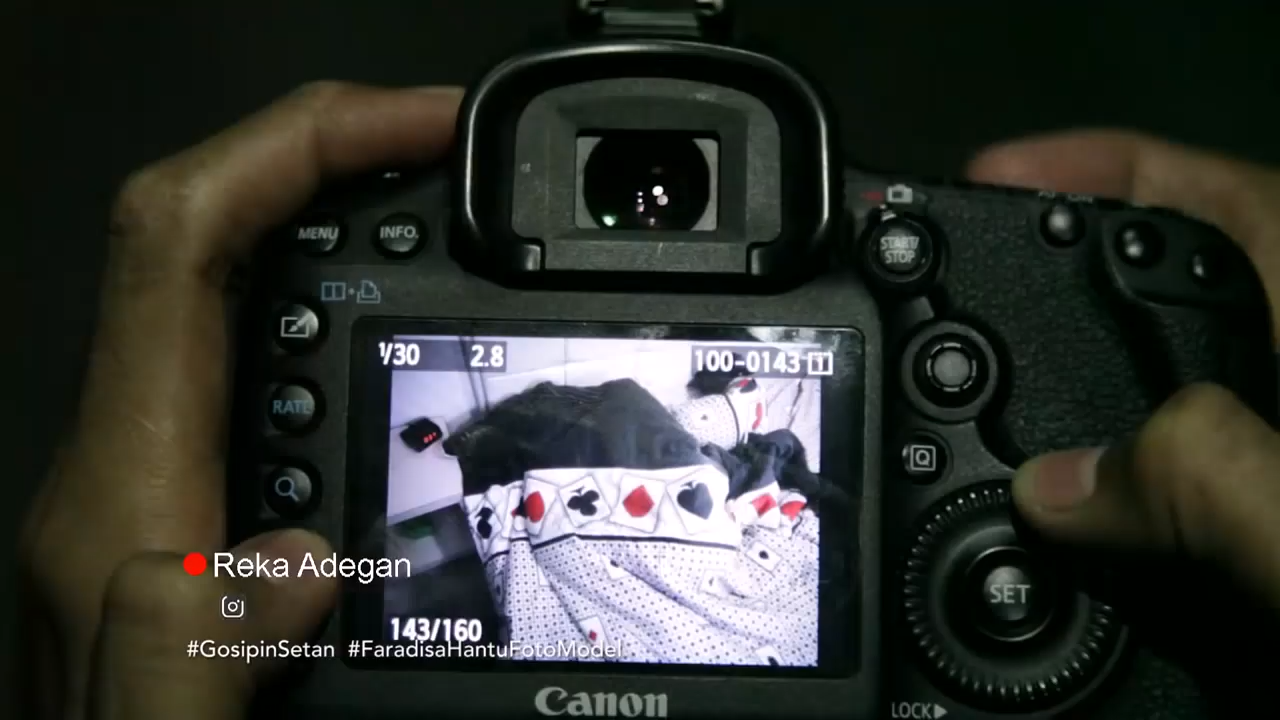 MENU
INFO.
START/
STOP
RATE
1/30 2.8 100-0143 1
Q
SET
143/160
Reka Adegan
#GosipinSetan #FaradisaHantuFotoModel
Canon
LOCK